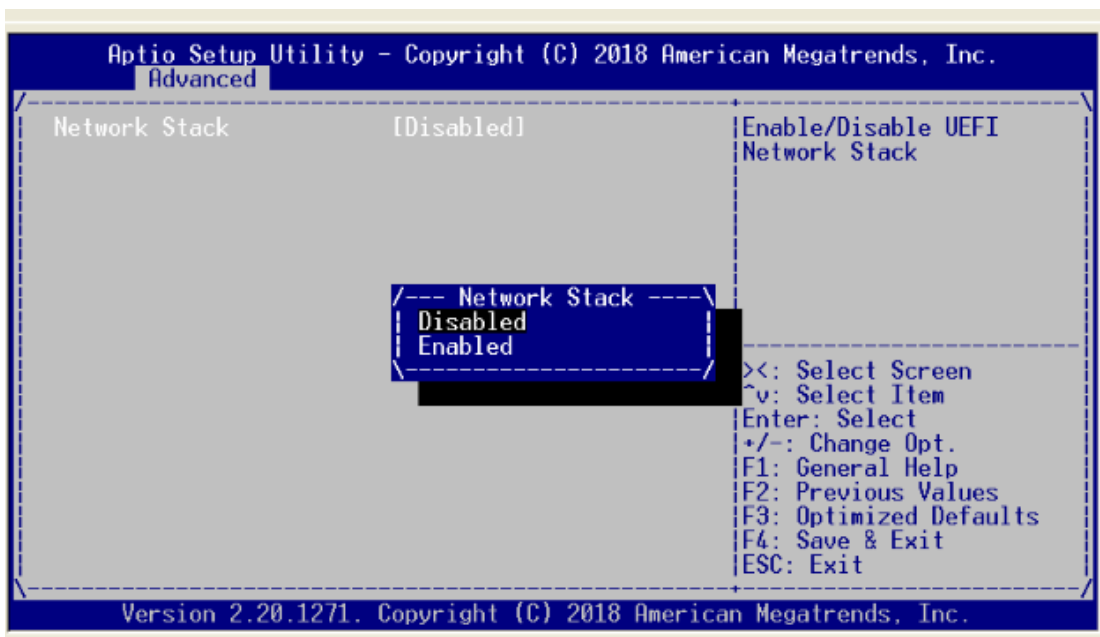 Aptio Setup Utility - Copyright (C) 2018 American Megatrends, Inc.
Advanced
Network Stack [Disabled]
Enable/Disable UEFI
Network Stack
Network Stack
Disabled
Enabled
><: Select Screen
^v: Select Item
Enter: Select
+/-: Change Opt.
F1: General Help
F2: Previous Values
F3: Optimized Defaults
F4: Save & Exit
ESC: Exit
Version 2.20.1271. Copyright (C) 2018 American Megatrends, Inc.